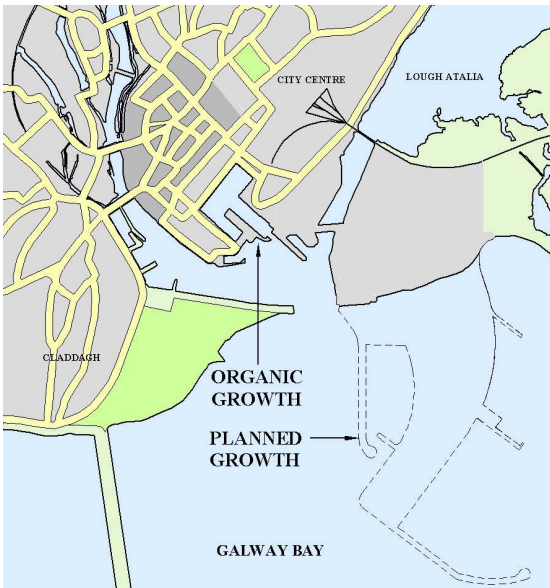 CITY CENTRE
LOUGH ATALIA
CLADDAGH
ORGANIC
GROWTH
PLANNED
GROWTH
GALWAY BAY